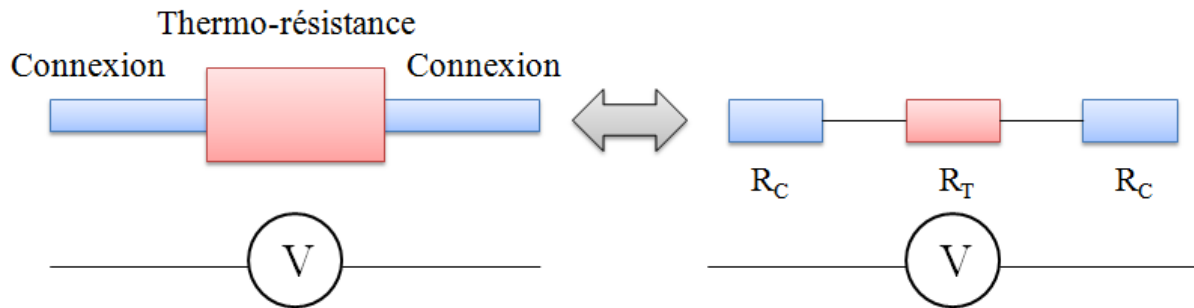 Thermo-résistance
Connexion
Connexion
R_C
R_T
R_C
V
V